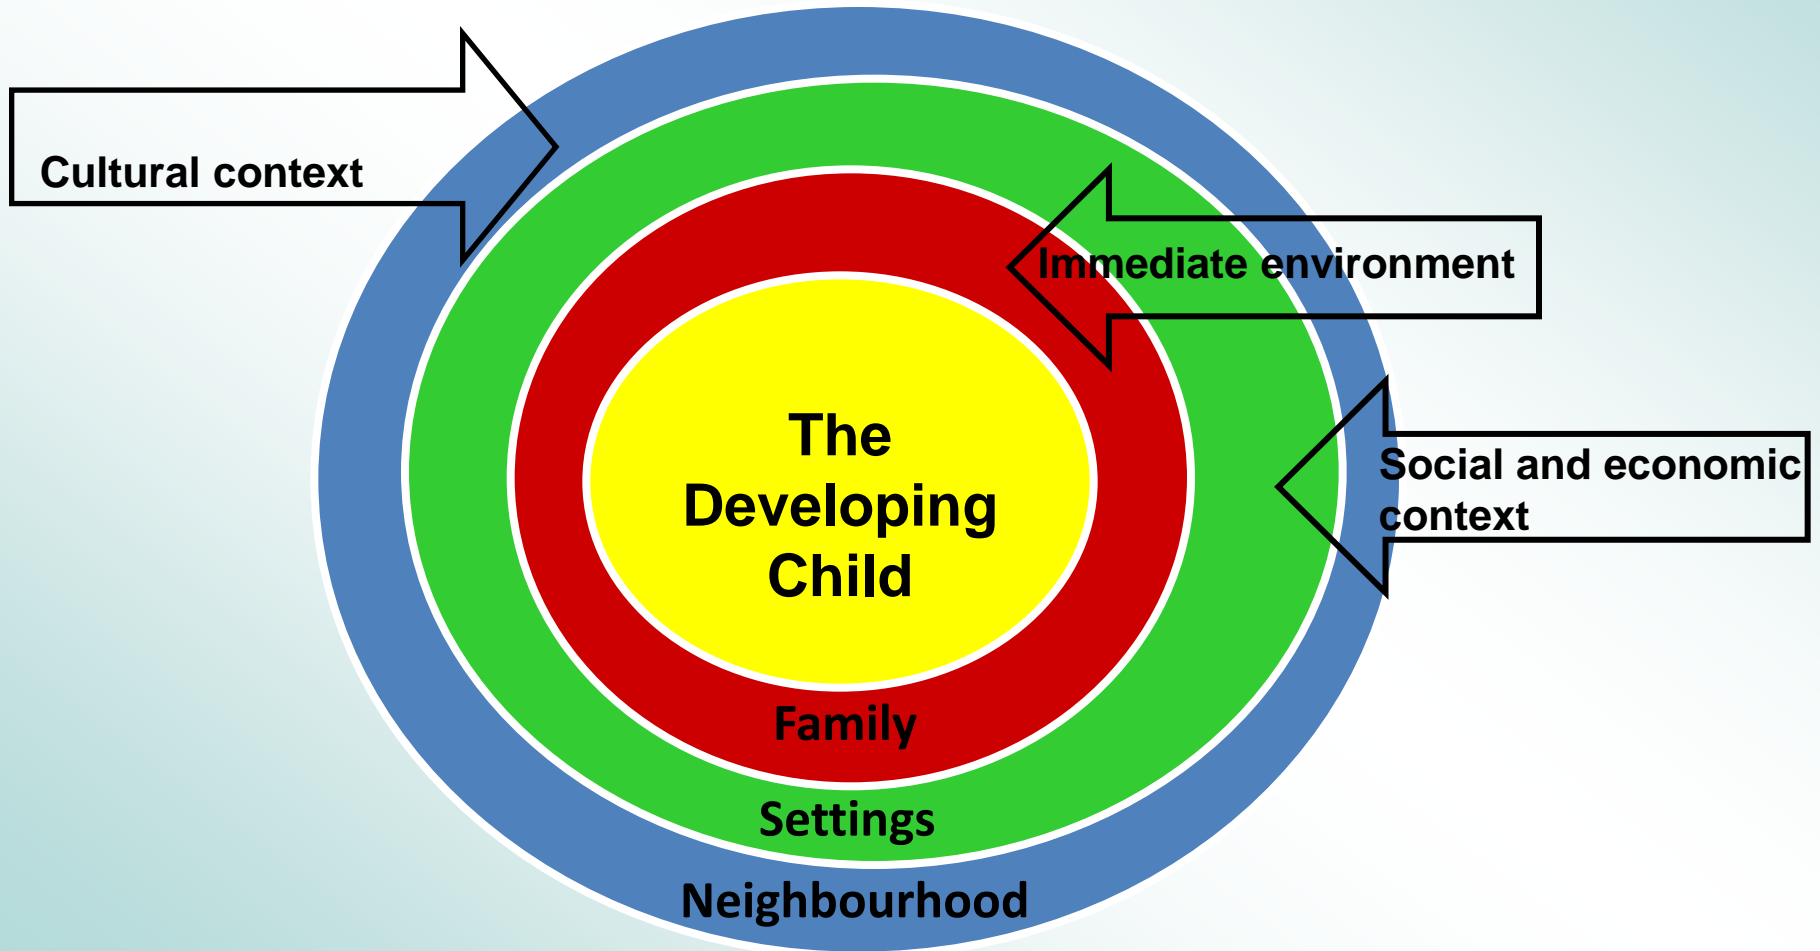 Cultural context
Immediate environment
Social and economic
context
The
Developing
Child
Family
Settings
Neighbourhood